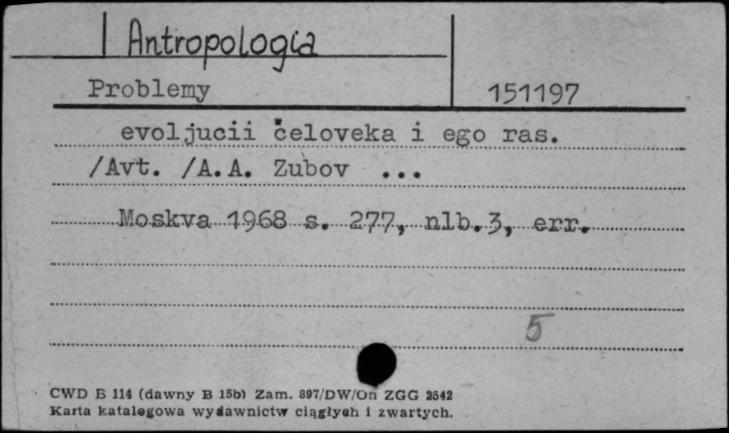 Antropologia
Problemy 151197
evoljucii čeloveka i ego ras.
/Avt. /A.A. Zubov ...
Moskva 1968 s. 277, nlb.3, err.
5
CWD B 114 (dawny B 15b) Zam. 897/DW/On ZGG 2642
Karta katalogowa wydawnictw ciągłych i zwartych.